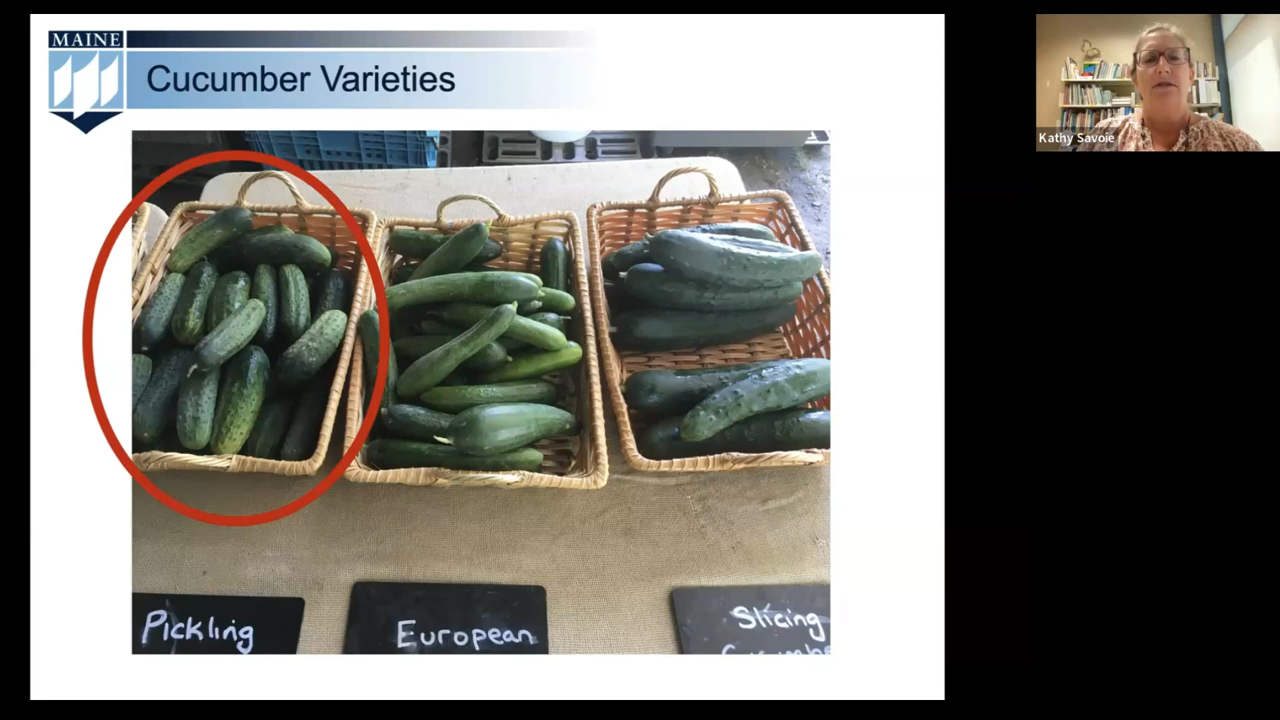 MAINE
Cucumber Varieties
Kathy Savoie
Pickling
European
Slicing